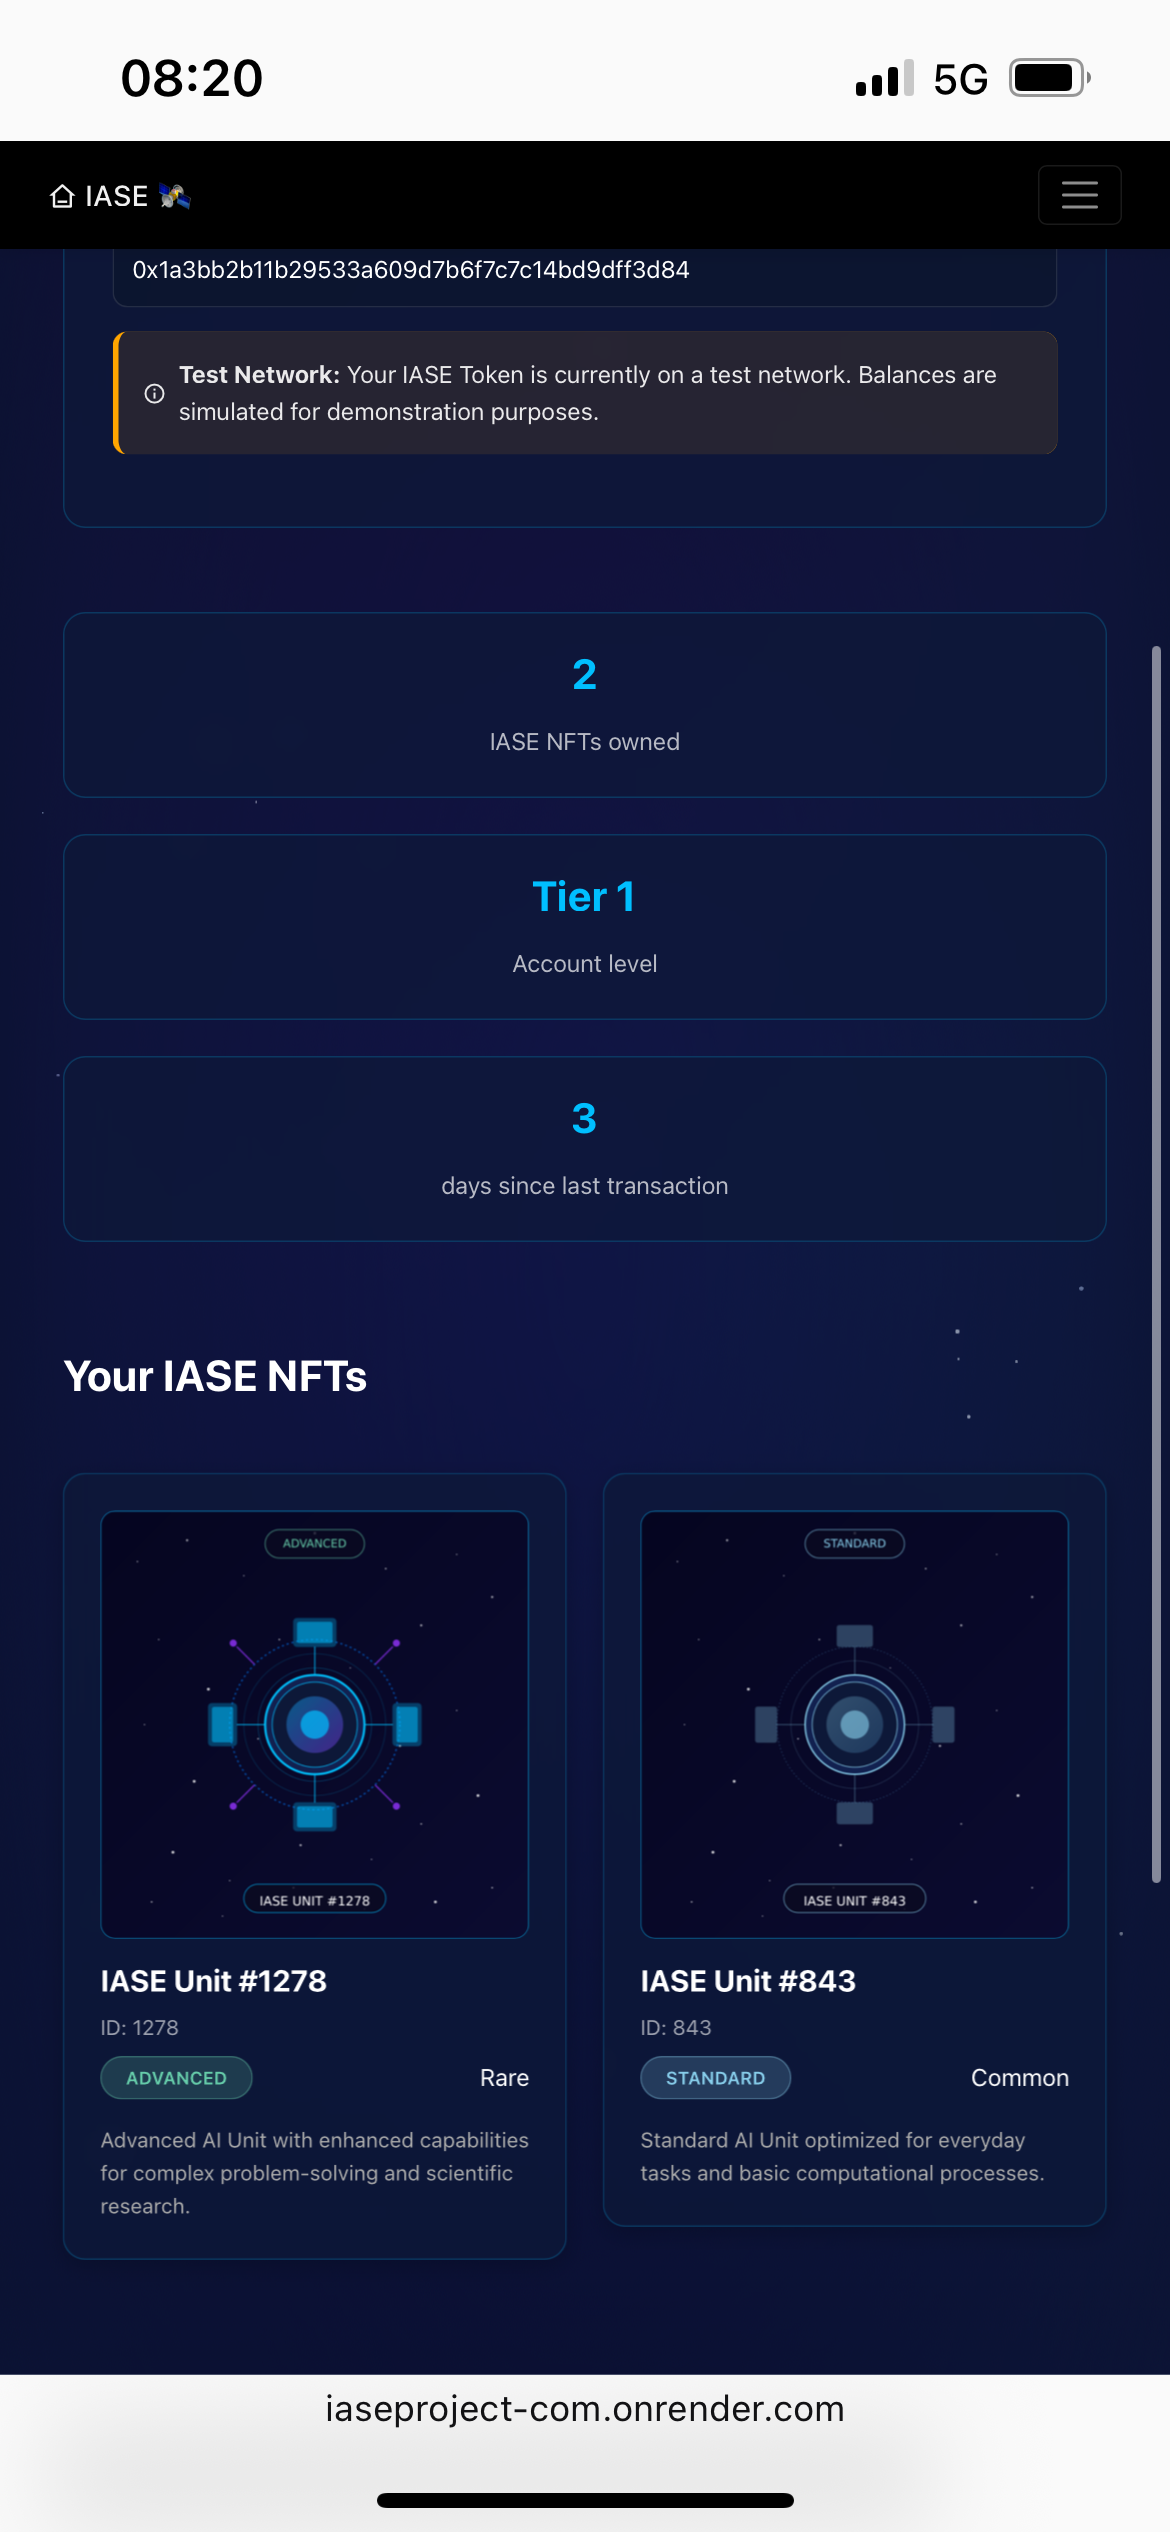 08:20
5G
IASE 🛰️
0x1a3bb2b11b29533a609d7b6f7c7c14bd9dff3d84
Test Network: Your IASE Token is currently on a test network. Balances are
simulated for demonstration purposes.
2
IASE NFTs owned
Tier 1
Account level
3
days since last transaction
Your IASE NFTs
ADVANCED
IASE UNIT #1278
IASE Unit #1278
ID: 1278
ADVANCED
Rare
Advanced AI Unit with enhanced capabilities
for complex problem-solving and scientific
research.
STANDARD
IASE UNIT #843
IASE Unit #843
ID: 843
STANDARD
Common
Standard AI Unit optimized for everyday
tasks and basic computational processes.
iaseproject-com.onrender.com